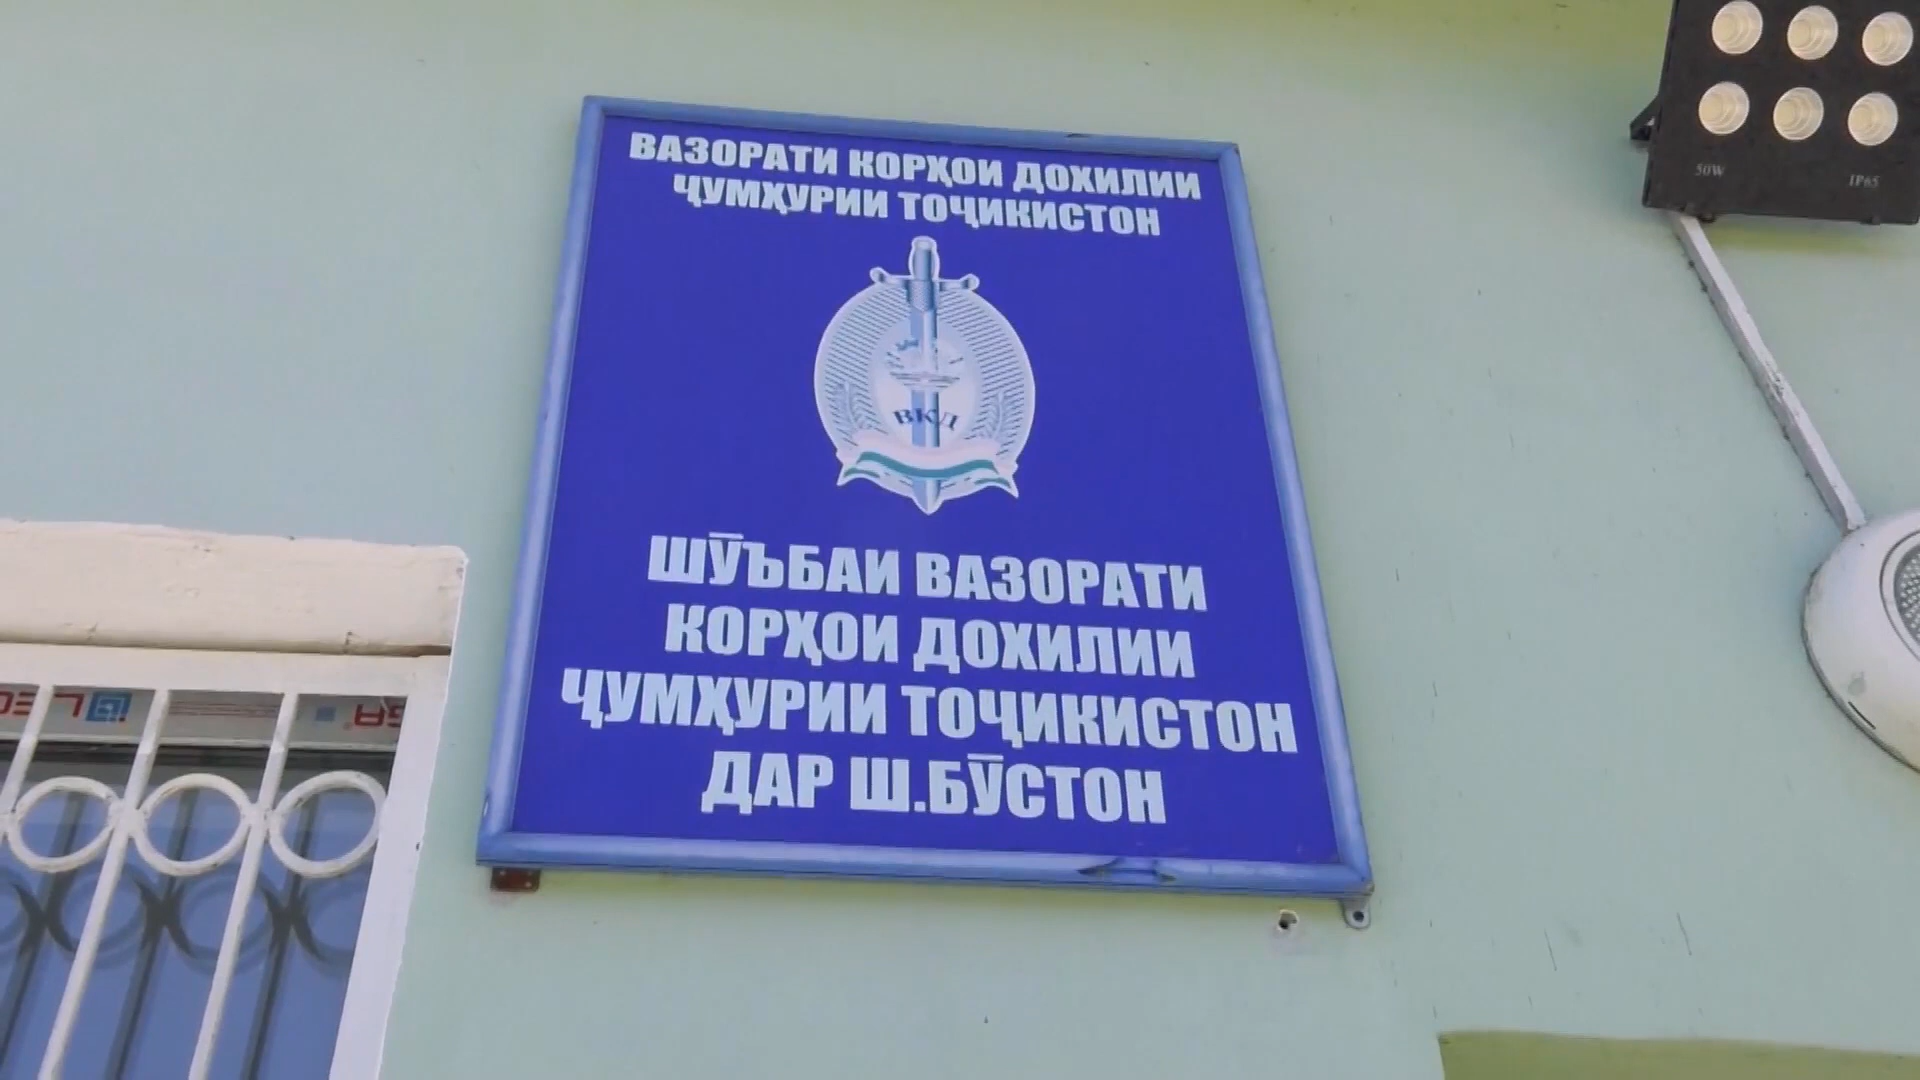 ВАЗОРАТИ КОРҲОИ ДОХИЛИИ
ҶУМҲУРИИ ТОҶИКИСТОН
ВКД
ШӮЪБАИ ВАЗОРАТИ
КОРҲОИ ДОХИЛИИ
ҶУМҲУРИИ ТОҶИКИСТОН
ДАР Ш.БӮСТОН
50W
IP65